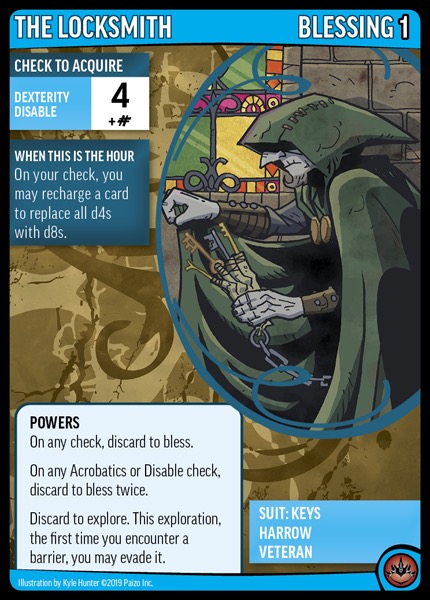 THE LOCKSMITH
BLESSING 1
CHECK TO ACQUIRE
DEXTERITY
DISABLE
4
+#
WHEN THIS IS THE HOUR
On your check, you
may recharge a card
to replace all d4s
with d8s.
POWERS
On any check, discard to bless.
On any Acrobatics or Disable check,
discard to bless twice.
Discard to explore. This exploration,
the first time you encounter a
barrier, you may evade it.
SUIT: KEYS
HARROW
VETERAN
Illustration by Kyle Hunter ©2019 Paizo Inc.